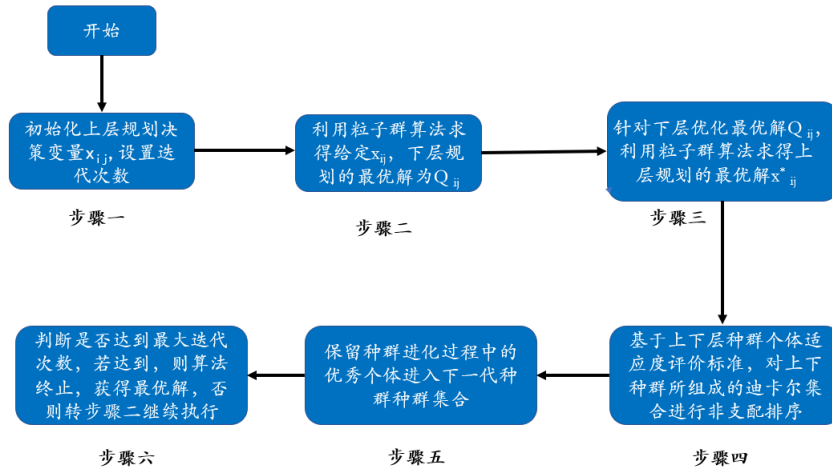 开始
初始化上层规划决
策变量xij,设置迭
代次数
步骤一
利用粒子群算法求
得给定xij，下层规
划的最优解为Q ij
步骤二
针对下层优化最优解Q ij，
利用粒子群算法求得上
层规划的最优解x* ij
步骤三
基于上下层种群个体适
应度评价标准，对上下
种群所组成的迪卡尔集
合进行非支配排序
步骤四
保留种群进化过程中的
优秀个体进入下一代种
群种群集合
步骤五
判断是否达到最大迭代
次数，若达到，则算法
终止，获得最优解，否
则转步骤二继续执行
步骤六